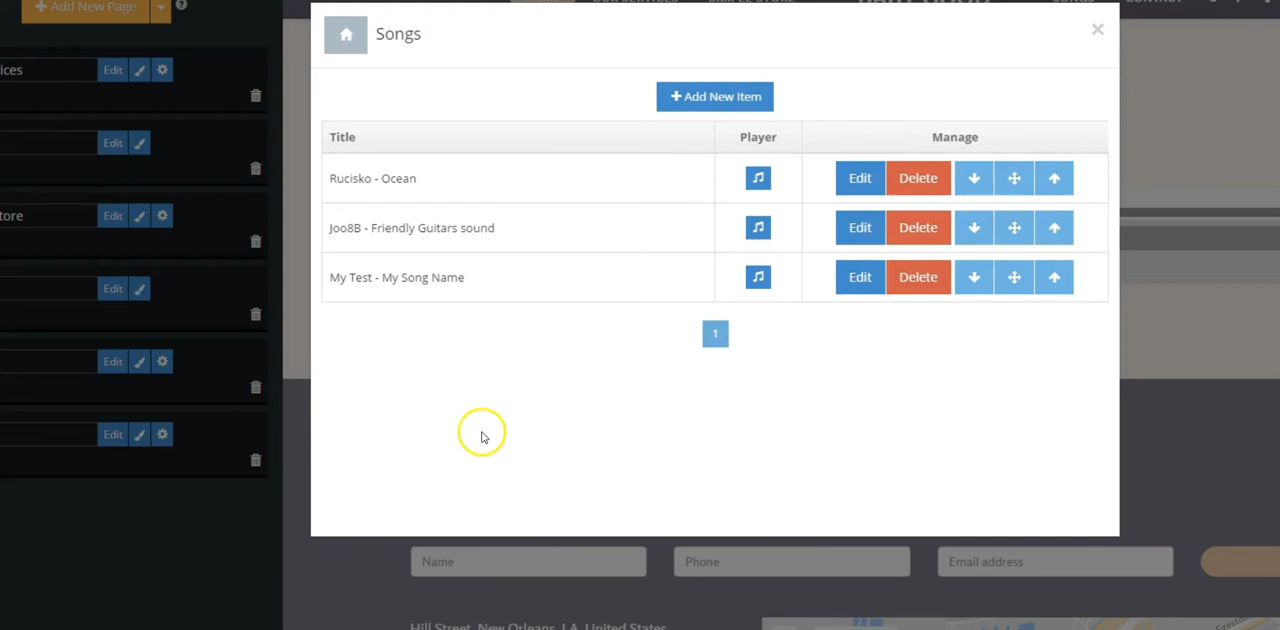 Add New Page
Songs
Add New Item
Title Player Manage
Rucisko - Ocean Edit Delete
Joo8B - Friendly Guitars sound Edit Delete
My Test - My Song Name Edit Delete
1
ices Edit
Edit
tore Edit
Edit
Edit
Edit
Name Phone Email address
Hill Street, New Orleans, LA, United States